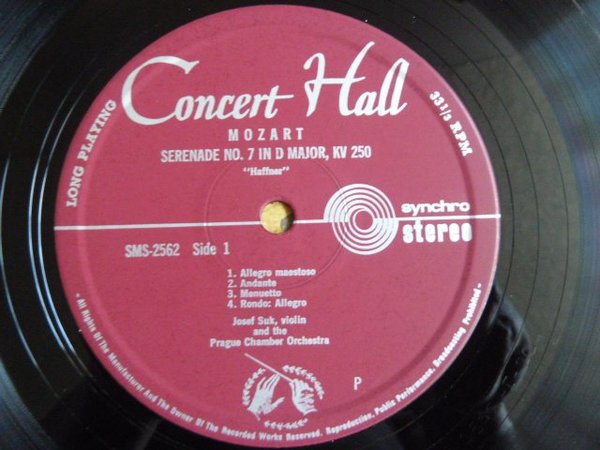 Concert Hall
LONG PLAYING
33 1/3 RPM
MOZART
SERENADE NO. 7 IN D MAJOR, KV 250
"Haffner"
synchro
stereo
SMS-2562 Side 1
1. Allegro maestoso
2. Andante
3. Menuetto
4. Rondo: Allegro
Josef Suk, violin
and the
Prague Chamber Orchestra
P
- All Rights Of The Manufacturer And The Owner Of The Recorded Works Reserved. Reproduction, Public Performance, Broadcasting Prohibited -